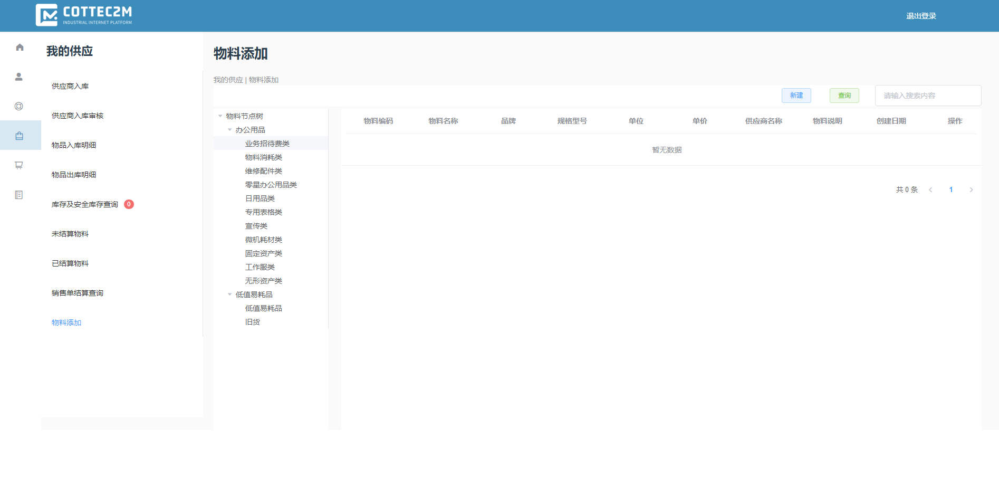 COTTEC2M
INDUSTRIAL INTERNET PLATFORM
退出登录
我的供应
供应商入库
供应商入库审核
物品入库明细
物品出库明细
库存及安全库存查询 0
未结算物料
已结算物料
销售单结算查询
物料添加
物料添加
我的供应 | 物料添加
新建 查询 请输入搜索内容
物料节点树
办公用品
业务招待费类
物料消耗类
维修配件类
零星办公用品类
日用品类
专用表格类
宣传类
微机耗材类
固定资产类
工作服类
无形资产类
低值易耗品
低值易耗品
旧货
物料编码 物料名称 品牌 规格型号 单位 单价 供应商名称 物料说明 创建日期 操作
暂无数据
共 0 条 1